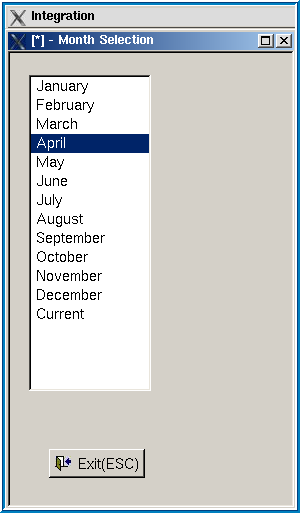 Integration
[*] - Month Selection
January
February
March
April
May
June
July
August
September
October
November
December
Current
Exit(ESC)